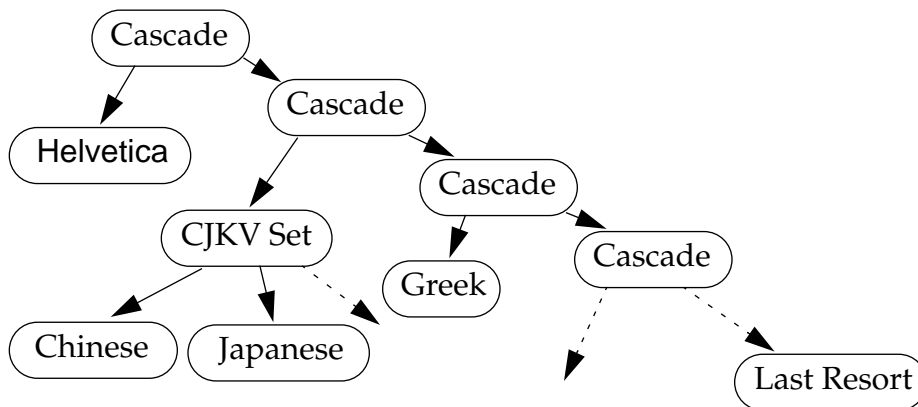 Cascade
Cascade
Helvetica
Cascade
CJKV Set
Cascade
Greek
Chinese
Japanese
Last Resort